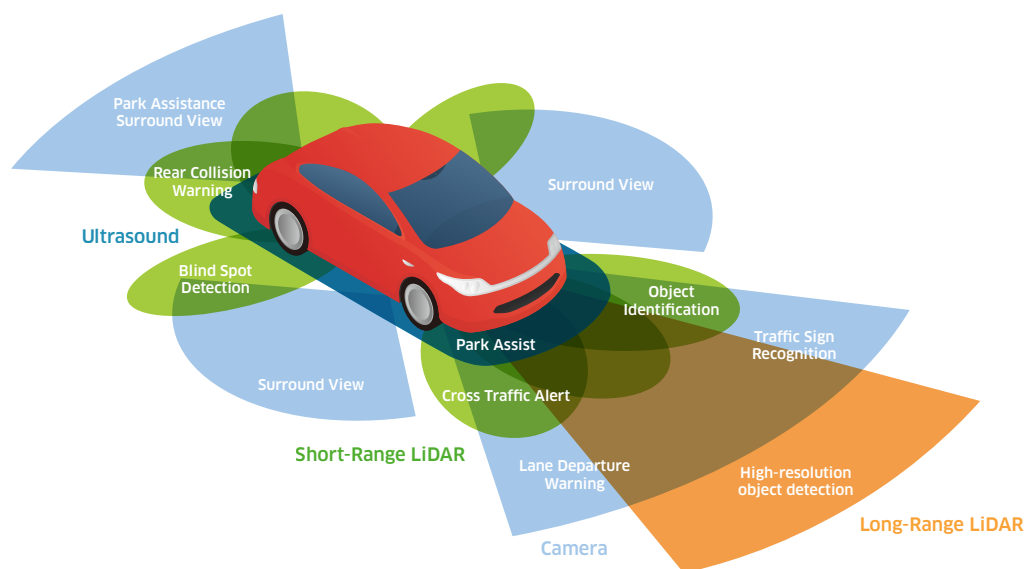 Park Assistance
Surround View
Rear Collision
Warning
Surround View
Ultrasound
Blind Spot
Detection
Object
Identification
Traffic Sign
Recognition
Park Assist
Surround View
Cross Traffic Alert
Short-Range LiDAR
Lane Departure
Warning
High-resolution
object detection
Long-Range LiDAR
Camera